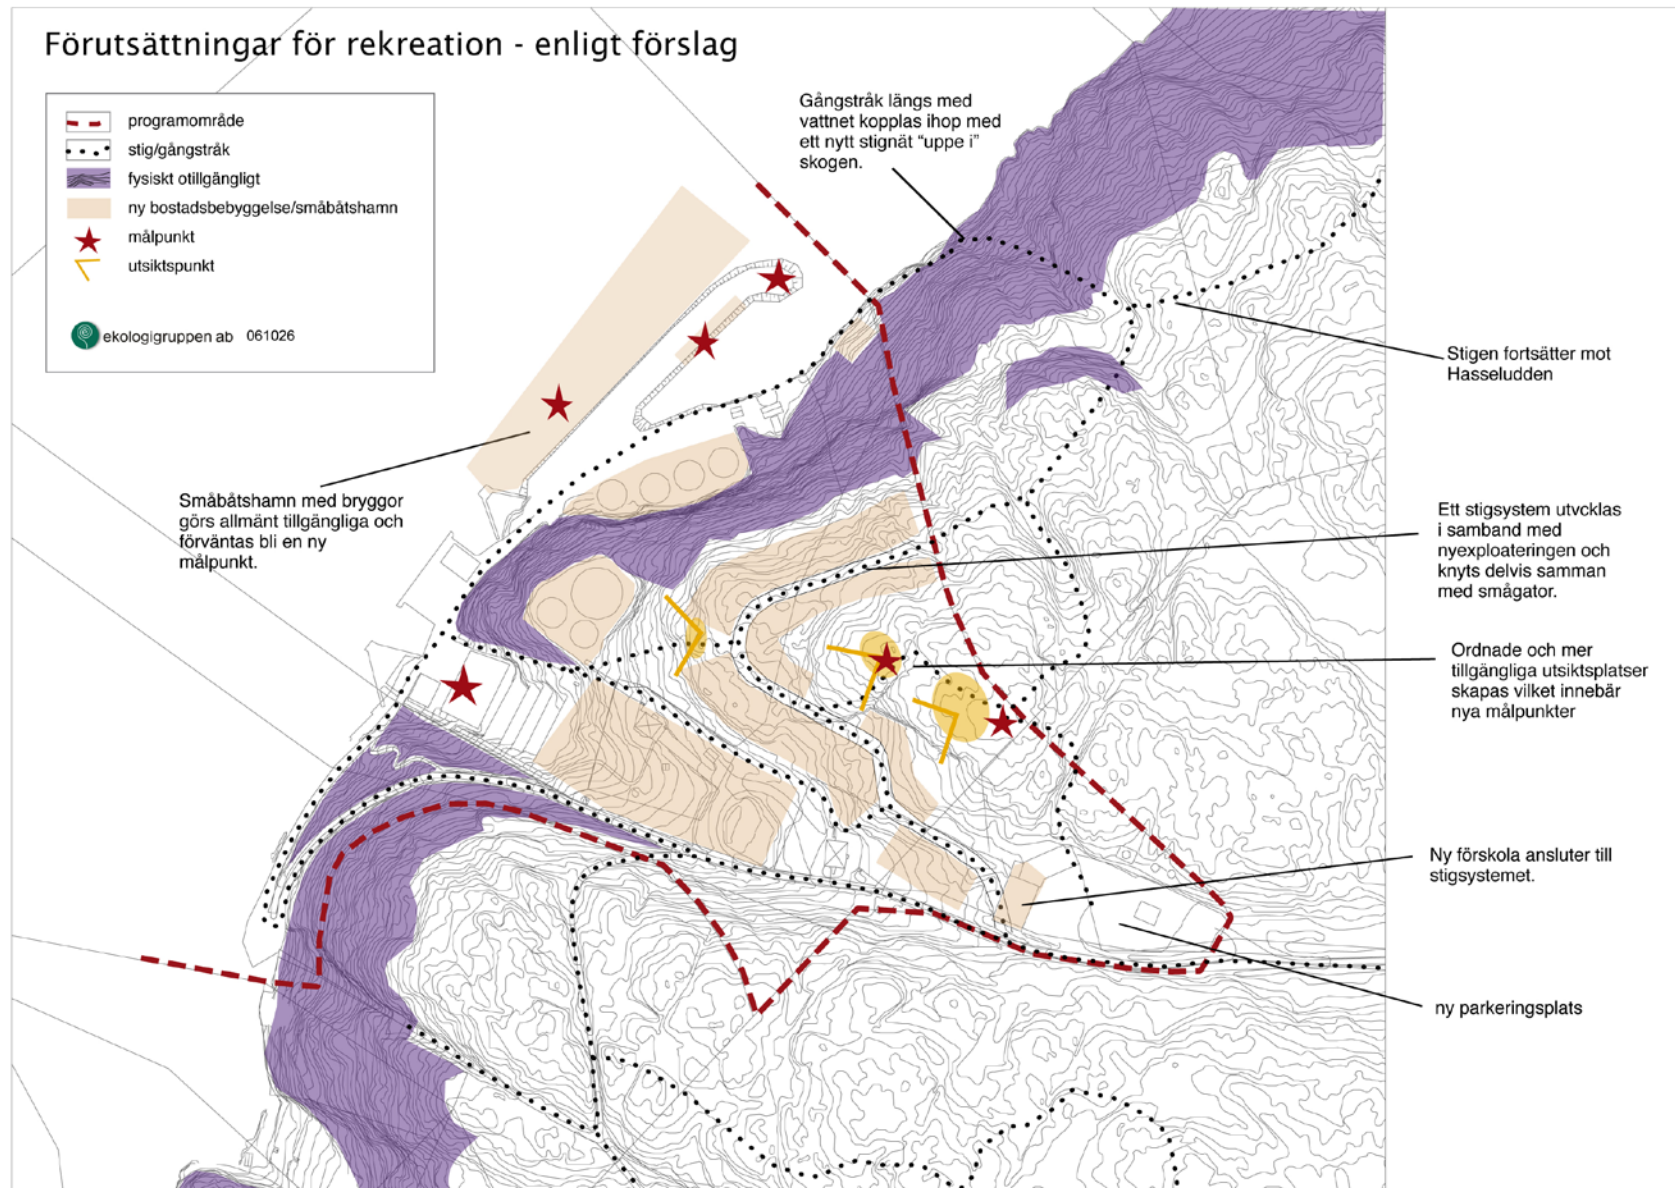 Förutsättningar för rekreation - enligt förslag
programområde
stig/gångstråk
fysiskt otillgängligt
ny bostadsbebyggelse/småbåtshamn
målpunkt
utsiktspunkt
ekologigruppen ab 061026
Gångstråk längs med
vattnet kopplas ihop med
ett nytt stignät "uppe i"
skogen.
Stigen fortsätter mot
Hasseludden
Småbåtshamn med bryggor
görs allmänt tillgängliga och
förväntas bli en ny
målpunkt.
Ett stigsystem utvcklas
i samband med
nyexploateringen och
knyts delvis samman
med smågator.
Ordnade och mer
tillgängliga utsiktsplatser
skapas vilket innebär
nya målpunkter
Ny förskola ansluter till
stigsystemet.
ny parkeringsplats